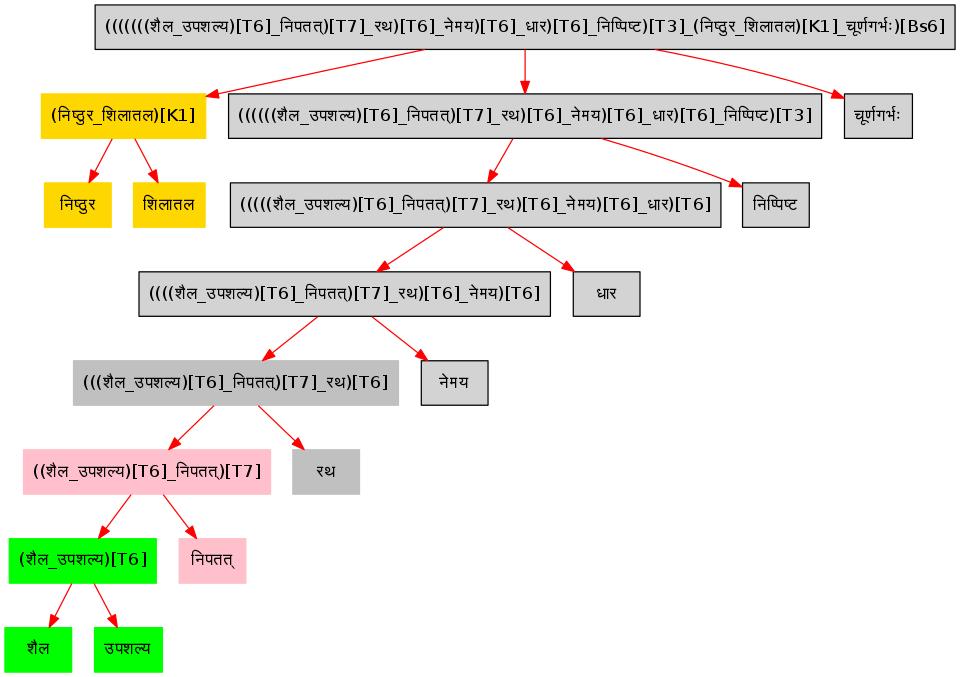 (((((((शैल_उपशल्य)[T6]_निपतत्)[T7]_रथ)[T6]_नेमय)[T6]_धार)[T6]_निष्पिष्ट)[T3]_(निष्ठुर_शिलातल)[K1]_चूर्णगर्भः)[Bs6]
(निष्ठुर_शिलातल)[K1]
((((((शैल_उपशल्य)[T6]_निपतत्)[T7]_रथ)[T6]_नेमय)[T6]_धार)[T6]_निष्पिष्ट)[T3]
चूर्णगर्भः
निष्ठुर
शिलातल
(((((शैल_उपशल्य)[T6]_निपतत्)[T7]_रथ)[T6]_नेमय)[T6]_धार)[T6]
निष्पिष्ट
((((शैल_उपशल्य)[T6]_निपतत्)[T7]_रथ)[T6]_नेमय)[T6]
धार
(((शैल_उपशल्य)[T6]_निपतत्)[T7]_रथ)[T6]
नेमय
((शैल_उपशल्य)[T6]_निपतत्)[T7]
रथ
(शैल_उपशल्य)[T6]
निपतत्
शैल
उपशल्य